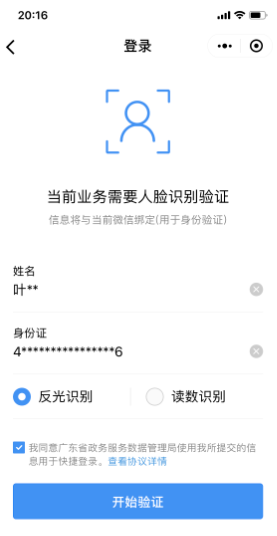 20:16
登录
当前业务需要人脸识别验证
信息将与当前微信绑定(用于身份验证)
姓名
叶**
身份证
4****************6
反光识别
读数识别
我同意广东省政务服务数据管理局使用我所提交的信
息用于快捷登录。查看协议详情
开始验证